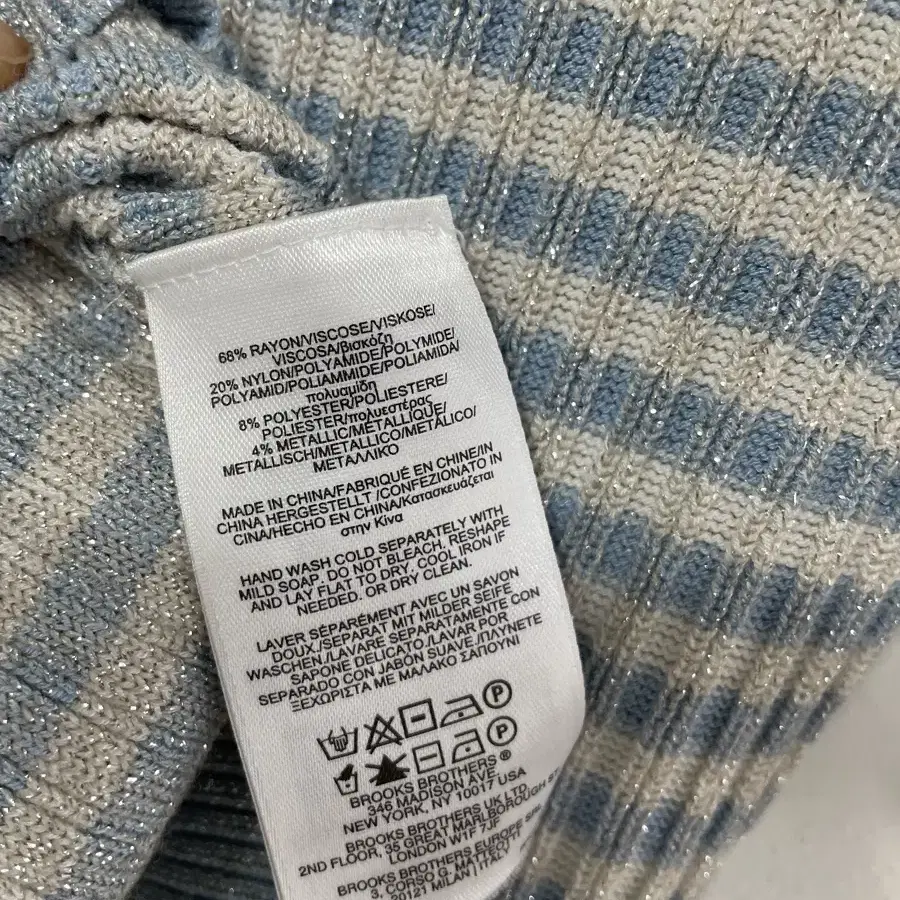 68% RAYON/VISCOSE/VISKOSE/
VISCOSA/βισκόζη
20% NYLON/POLYAMIDE/POLYMIDE/
POLYAMID/POLIAMMIDE/POLIAMIDA/
πολυαμίδη
8% POLYESTER/POLIESTERE/
POLIESTER/πολυεστέρας
4% METALLIC/MÉTALLIQUE/
METALLISCH/METALLICO/METÁLICO/
ΜΕΤΑΛΛΙΚΟ
MADE IN CHINA/FABRIQUÉ EN CHINE/IN
CHINA HERGESTELLT /CONFEZIONATO IN
CINA/HECHO EN CHINA/Κατασκευάζεται
στην Κίνα
HAND WASH COLD SEPARATELY WITH
MILD SOAP. DO NOT BLEACH. RESHAPE
AND LAY FLAT TO DRY. COOL IRON IF
NEEDED. OR DRY CLEAN.
LAVER SÉPARÉMENT AVEC UN SAVON
DOUX./SEPARAT MIT MILDER SEIFE
WASCHEN./LAVARE SEPARATAMENTE CON
SAPONE DELICATO/LAVAR POR
SEPARADO CON JABÓN SUAVE/ΠΛΥΝΕΤΕ
ΞΕΧΩΡΙΣΤΑ ΜΕ ΜΑΛΑΚΟ ΣΑΠΟΥΝΙ
P
P
BROOKS BROTHERS ®
346 MADISON AVE.
NEW YORK, NY 10017 USA
BROOKS BROTHERS UK LTD
2ND FLOOR, 35 GREAT MARLBOROUGH ST
LONDON W1F 7JF
BROOKS BROTHERS EUROPE SRL
3, CORSO G. MATTEOTTI
20121 MILAN ITALY